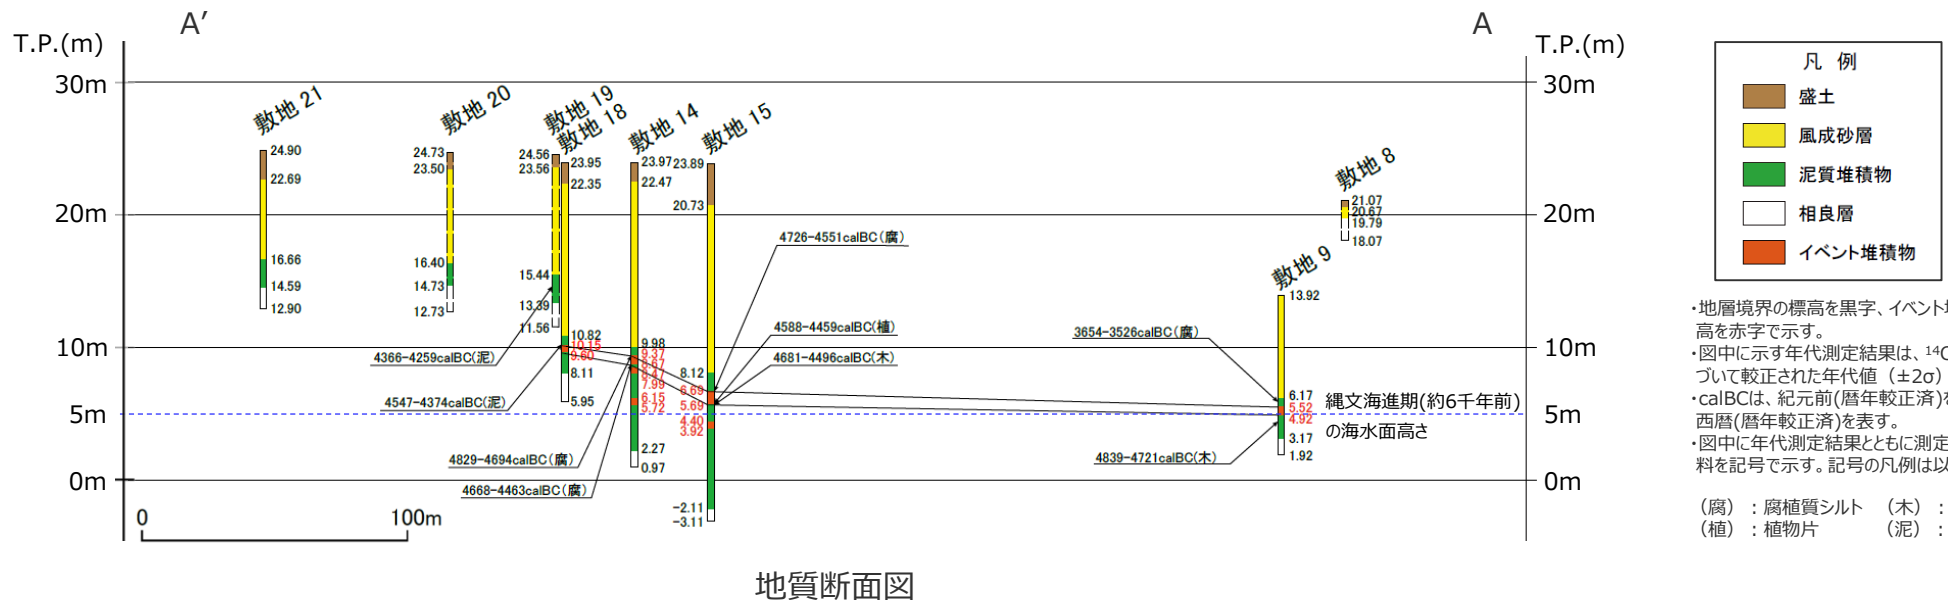 A′
A
T.P.(m)
T.P.(m)
30m
20m
10m
5m
0m
30m
20m
10m
5m
0m
敷地 21
24.90
22.69
16.66
14.59
12.90
敷地 20
24.73
23.50
16.40
14.73
12.73
敷地 19
24.56
23.56
15.44
13.39
11.56
敷地 18
23.95
22.35
10.82
10.15
9.60
8.11
5.95
敷地 14
23.97
22.47
9.98
9.37
8.67
8.47
7.99
6.15
5.72
2.27
0.97
敷地 15
23.89
20.73
8.12
6.69
5.69
4.40
3.92
-2.11
-3.11
敷地 9
13.92
6.17
5.52
4.92
3.17
1.92
敷地 8
21.07
20.67
19.79
18.07
4366-4259calBC(泥)
4547-4374calBC(泥)
4829-4694calBC(腐)
4668-4463calBC(腐)
4726-4551calBC(腐)
4588-4459calBC(植)
4681-4496calBC(木)
3654-3526calBC(腐)
4839-4721calBC(木)
縄文海進期(約6千年前)
の海水面高さ
0
100m
地質断面図
凡 例
盛土
風成砂層
泥質堆積物
相良層
イベント堆積物
・地層境界の標高を黒字、イベント堆
高を赤字で示す。
・図中に示す年代測定結果は、¹⁴C
づいて較正された年代値（±2σ）
・calBCは、紀元前(暦年較正済)を
西暦(暦年較正済)を表す。
・図中に年代測定結果とともに測定
料を記号で示す。記号の凡例は以
（腐）：腐植質シルト （木）：
（植）：植物片 （泥）：